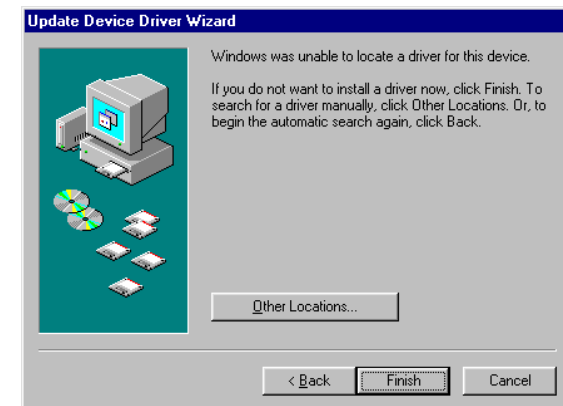 Update Device Driver Wizard
Windows was unable to locate a driver for this device.
If you do not want to install a driver now, click Finish. To
search for a driver manually, click Other Locations. Or, to
begin the automatic search again, click Back.
Other Locations...
< Back
Finish
Cancel